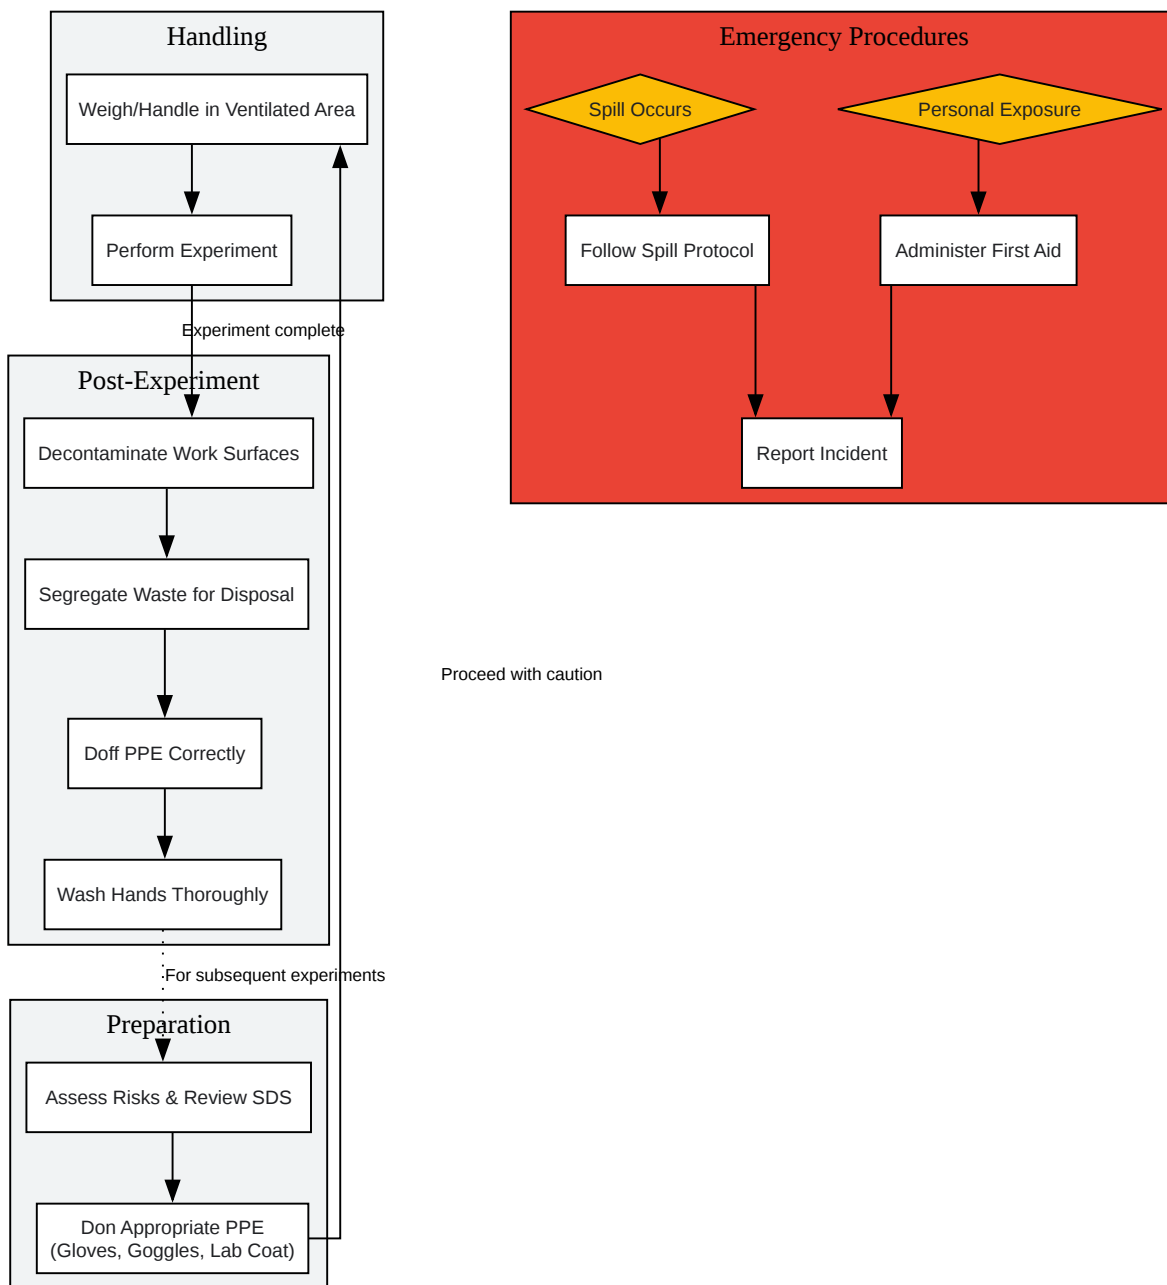 Handling
Weigh/Handle in Ventilated Area
Perform Experiment
Experiment complete
Post-Experiment
Decontaminate Work Surfaces
Segregate Waste for Disposal
Doff PPE Correctly
Wash Hands Thoroughly
For subsequent experiments
Preparation
Assess Risks & Review SDS
Don Appropriate PPE
(Gloves, Goggles, Lab Coat)
Proceed with caution
Emergency Procedures
Spill Occurs
Personal Exposure
Follow Spill Protocol
Administer First Aid
Report Incident